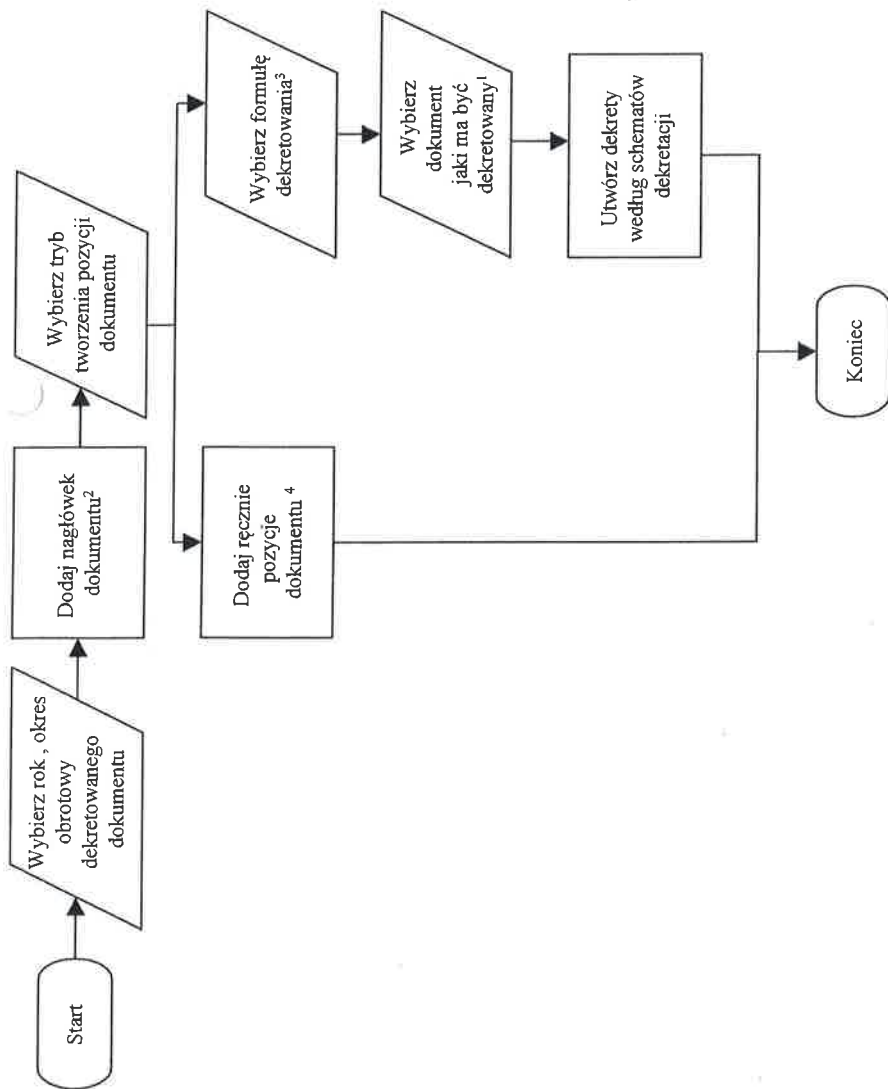 Start
Wybierz rok , okres
obrotowy
dekretowanego
dokumentu
Dodaj nagłówek
dokumentu²
Wybierz tryb
tworzenia pozycji
dokumentu
Dodaj ręcznie
pozycje
dokumentu ⁴
Wybierz formułę
dekretowania³
Wybierz
dokument
jaki ma być
dekretowany¹
Utwórz dekrety
według schematów
dekretacji
Koniec